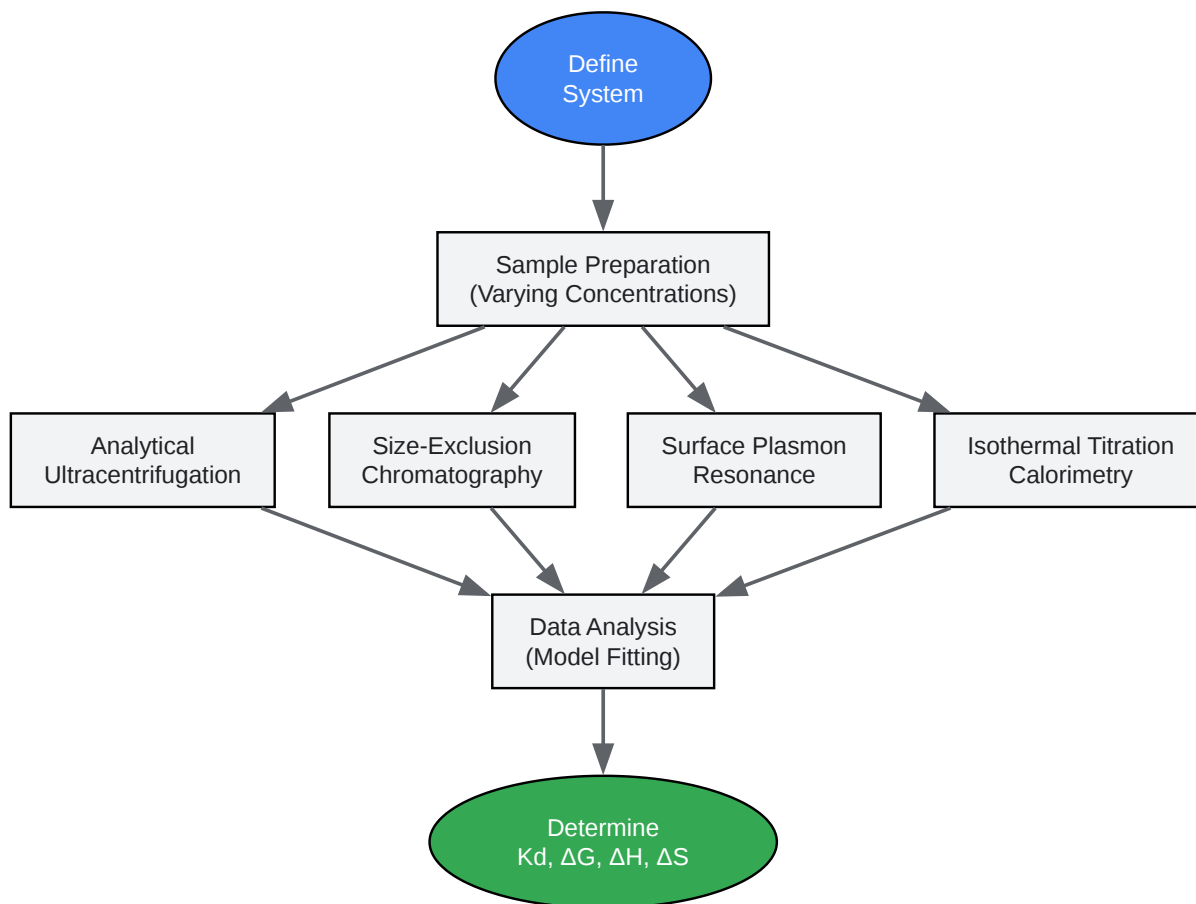 Define
System
Sample Preparation
(Varying Concentrations)
Analytical
Ultracentrifugation
Size-Exclusion
Chromatography
Surface Plasmon
Resonance
Isothermal Titration
Calorimetry
Data Analysis
(Model Fitting)
Determine
Kd, ΔG, ΔH, ΔS